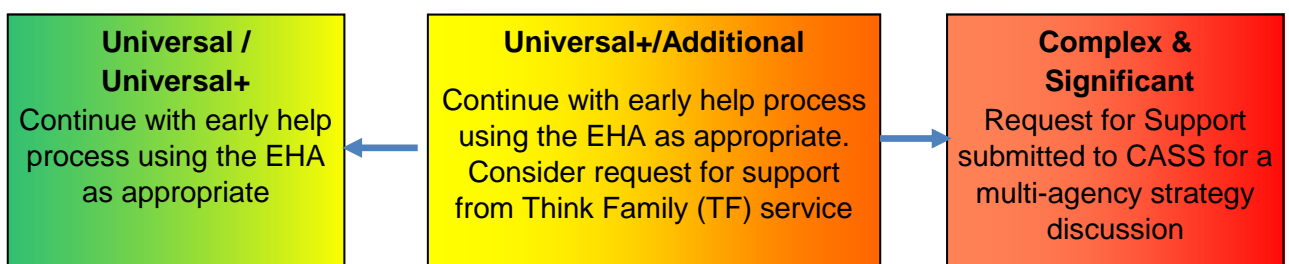 Universal /
Universal+
Continue with early help
process using the EHA
as appropriate
Universal+/Additional
Continue with early help process
using the EHA as appropriate.
Consider request for support
from Think Family (TF) service
Complex &
Significant
Request for Support
submitted to CASS for a
multi-agency strategy
discussion